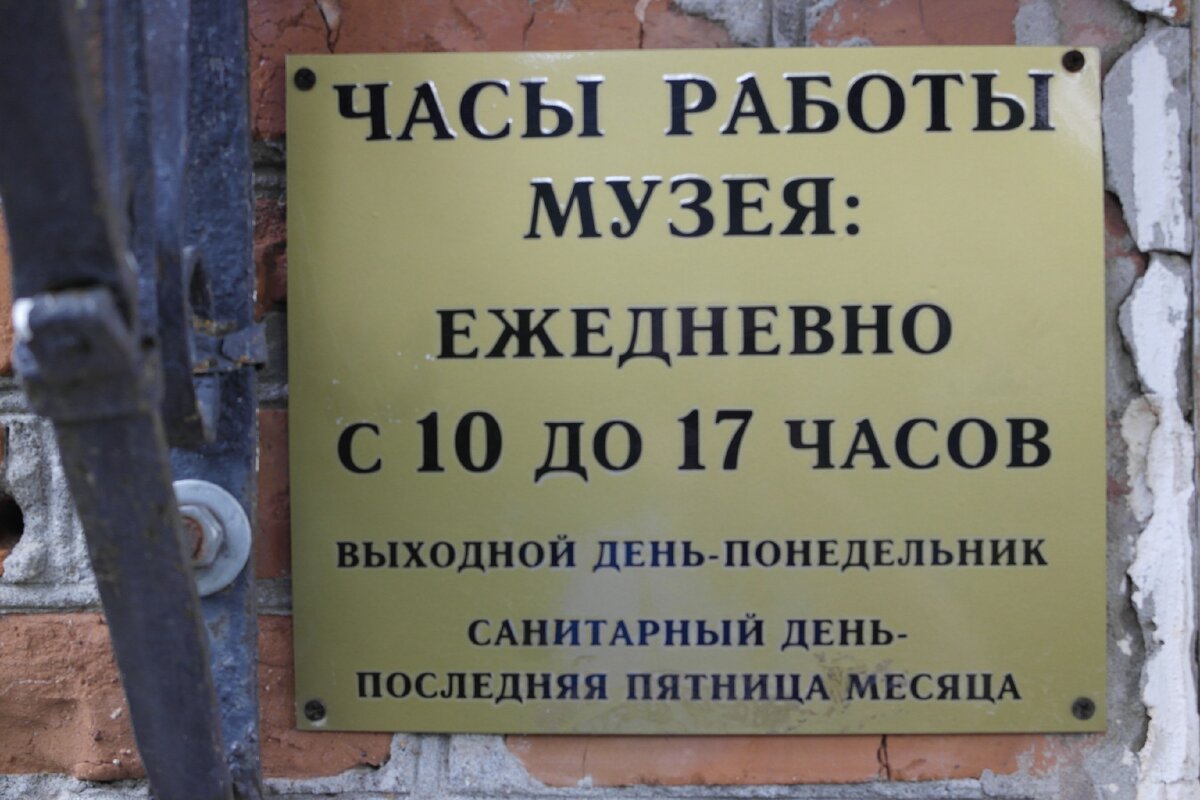 ЧАСЫ РАБОТЫ
МУЗЕЯ:
ЕЖЕДНЕВНО
С 10 ДО 17 ЧАСОВ
ВЫХОДНОЙ ДЕНЬ-ПОНЕДЕЛЬНИК
САНИТАРНЫЙ ДЕНЬ-
ПОСЛЕДНЯЯ ПЯТНИЦА МЕСЯЦА